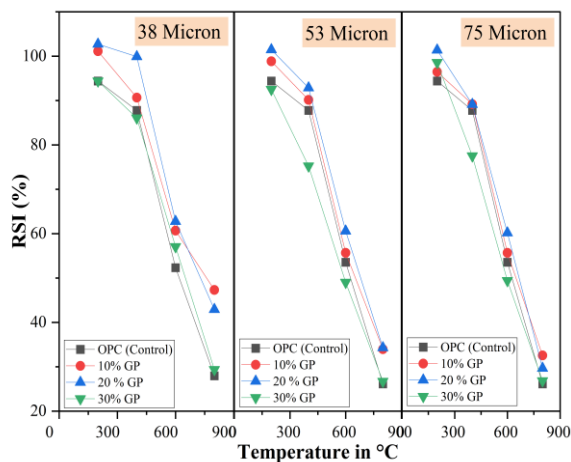 38 Micron
53 Micron
75 Micron
RSI (%)
100
80
60
40
20
OPC (Control)
10% GP
20 % GP
30% GP
OPC (Control)
10% GP
20 % GP
30% GP
OPC (Control)
10% GP
20 % GP
30% GP
0 300 600 900 300 600 900 300 600 900
Temperature in °C